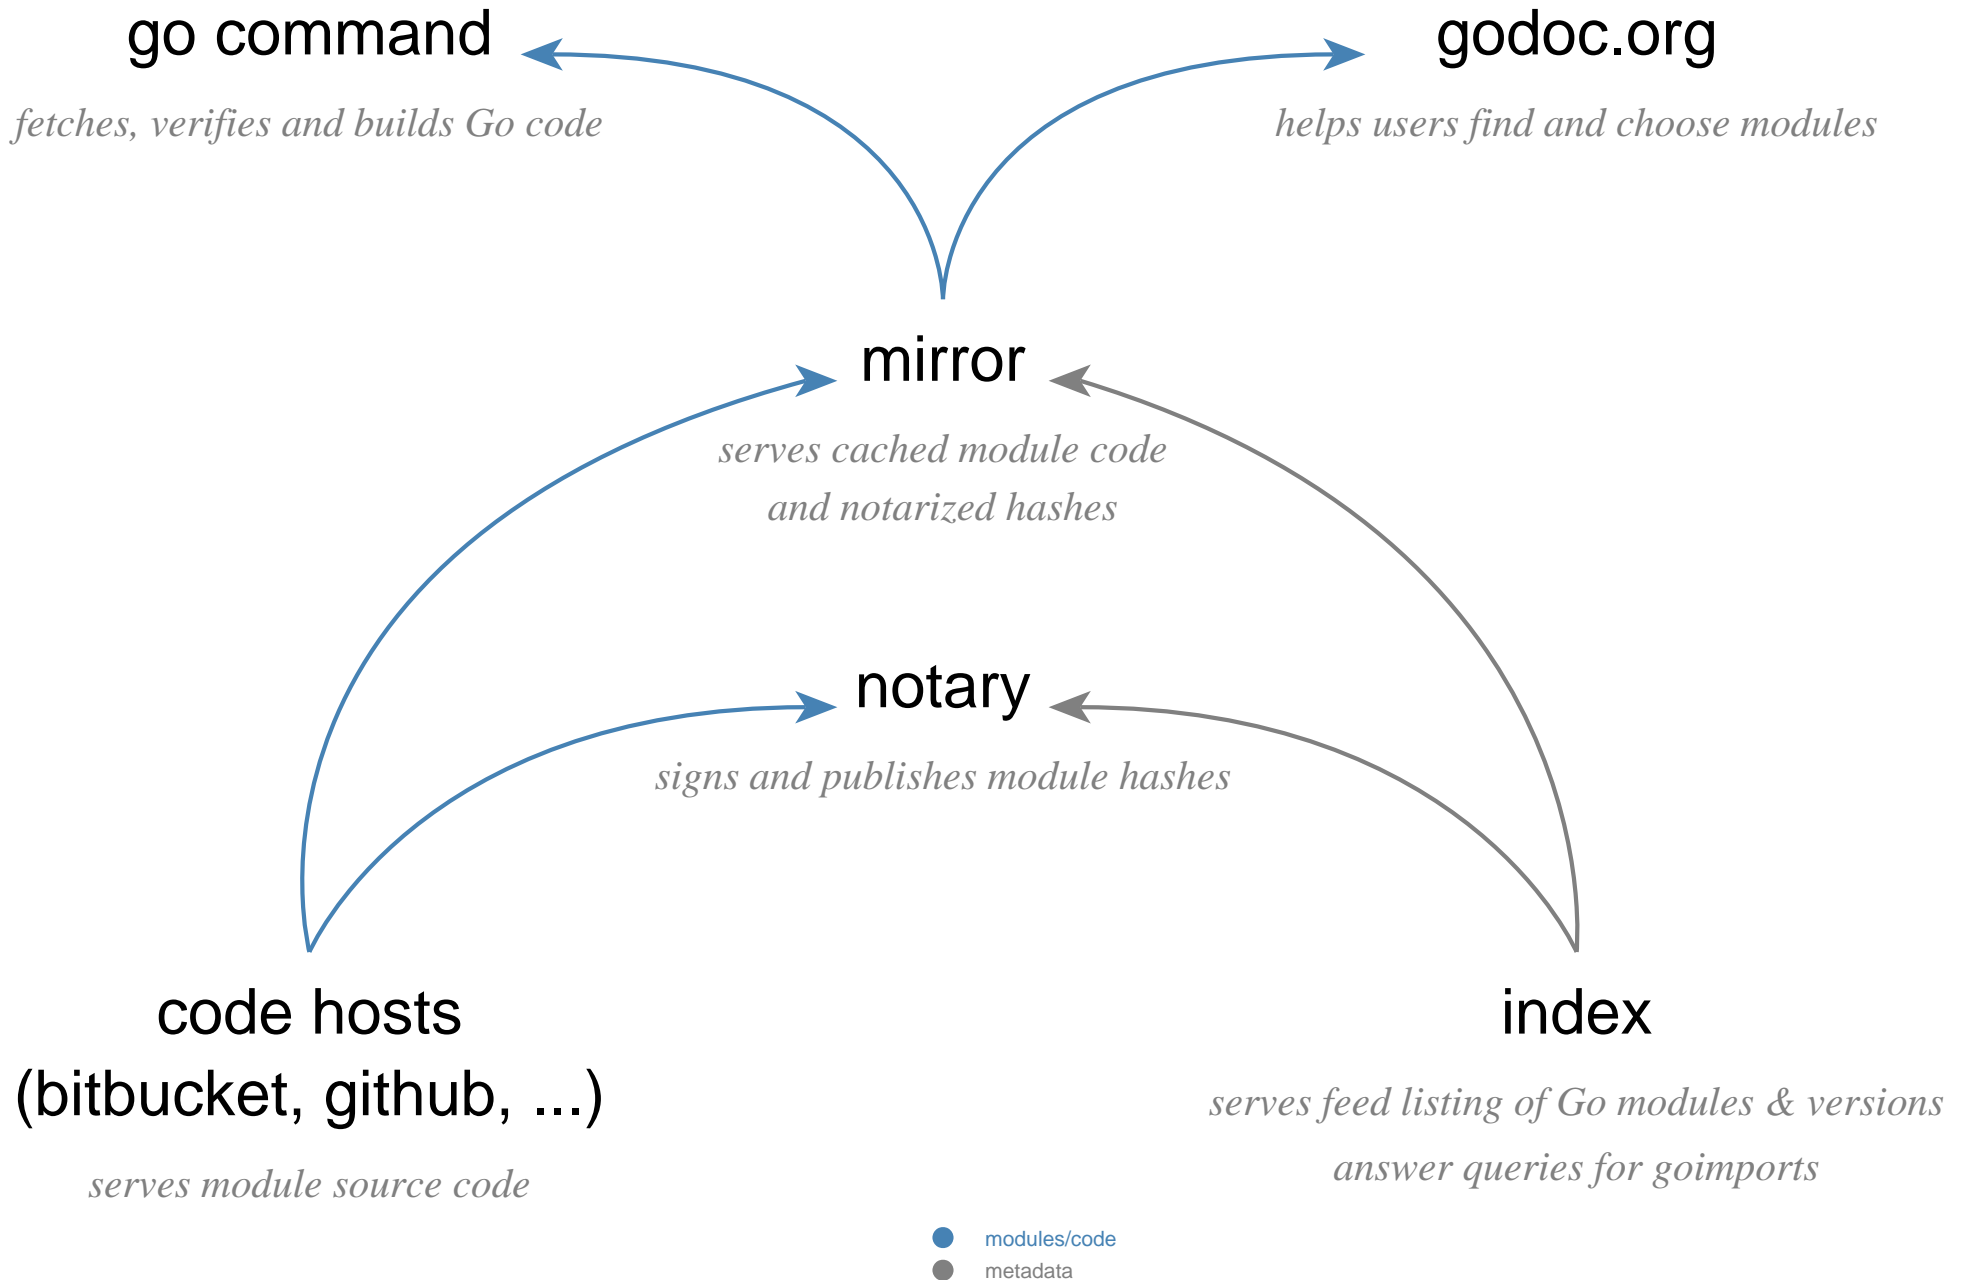 go command
fetches, verifies and builds Go code
godoc.org
helps users find and choose modules
mirror
serves cached module code
and notarized hashes
notary
signs and publishes module hashes
code hosts
(bitbucket, github, ...)
serves module source code
index
serves feed listing of Go modules & versions
answer queries for goimports
modules/code
metadata